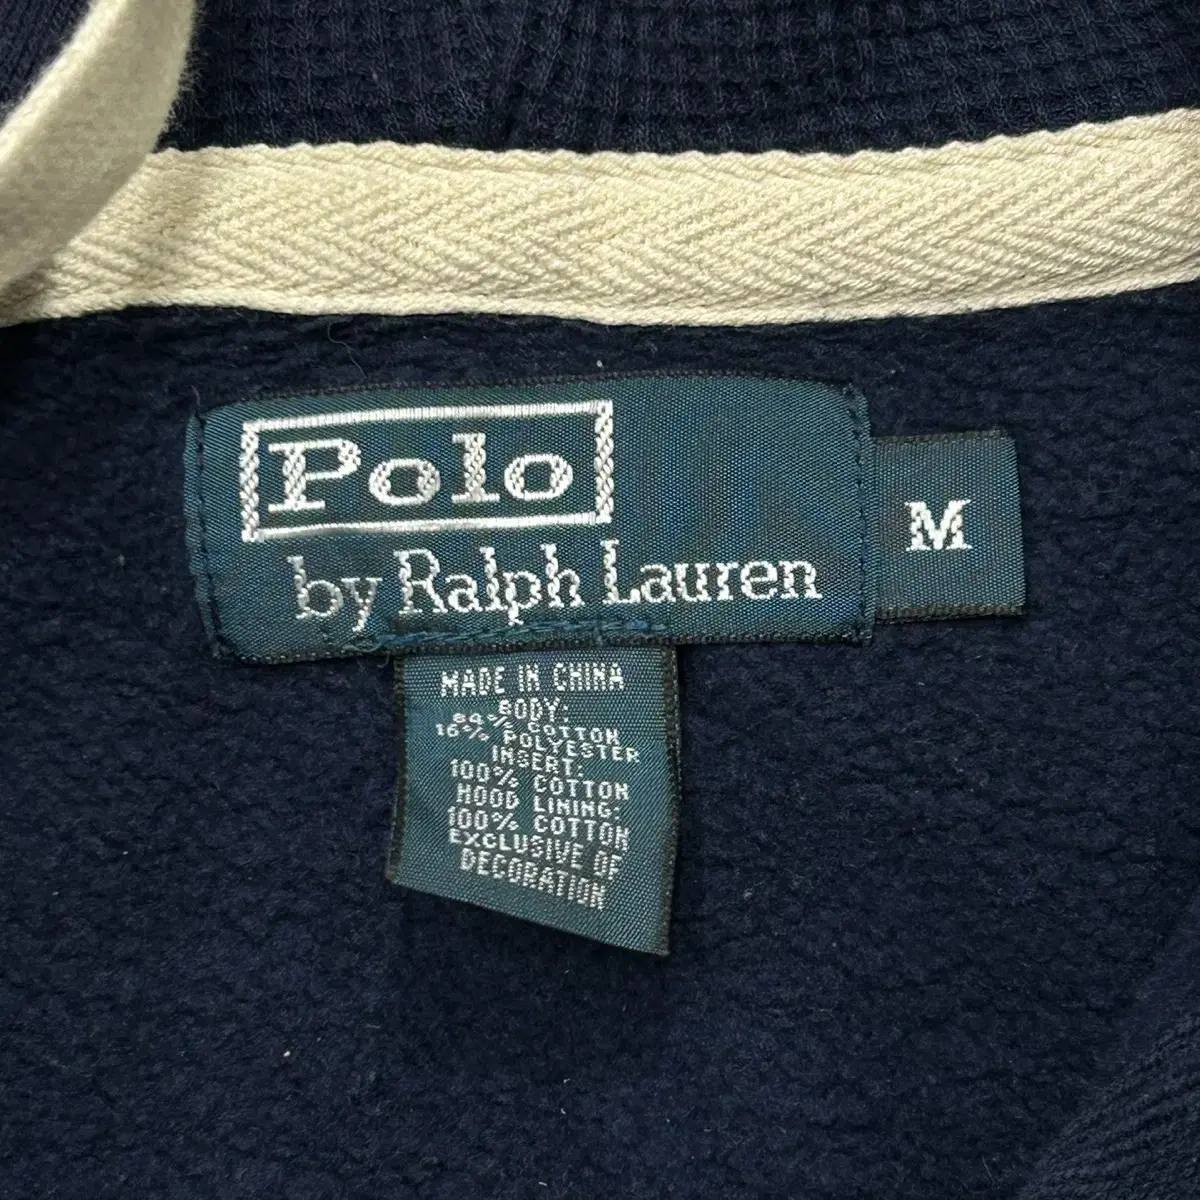 Polo
by Ralph Lauren
M
MADE IN CHINA
BODY:
84% COTTON
16% POLYESTER
INSERT:
100% COTTON
HOOD LINING:
100% COTTON
EXCLUSIVE OF
DECORATION